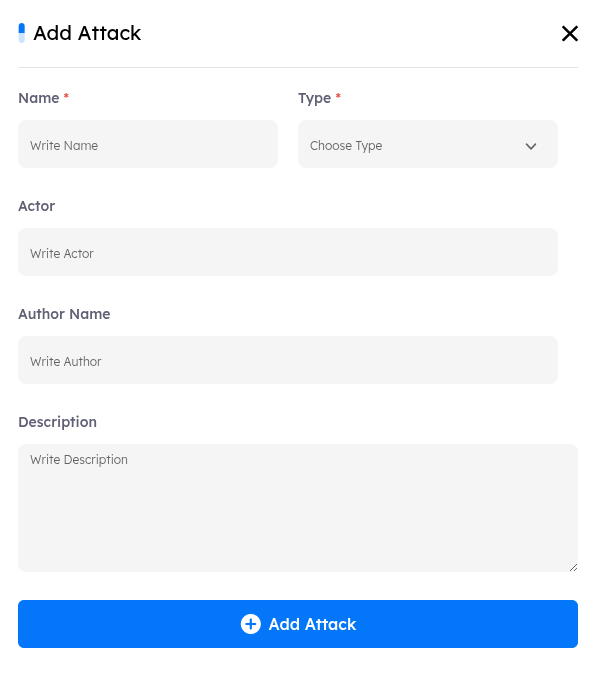 Add Attack
Name * Type *
Write Name Choose Type
Actor
Write Actor
Author Name
Write Author
Description
Write Description
Add Attack